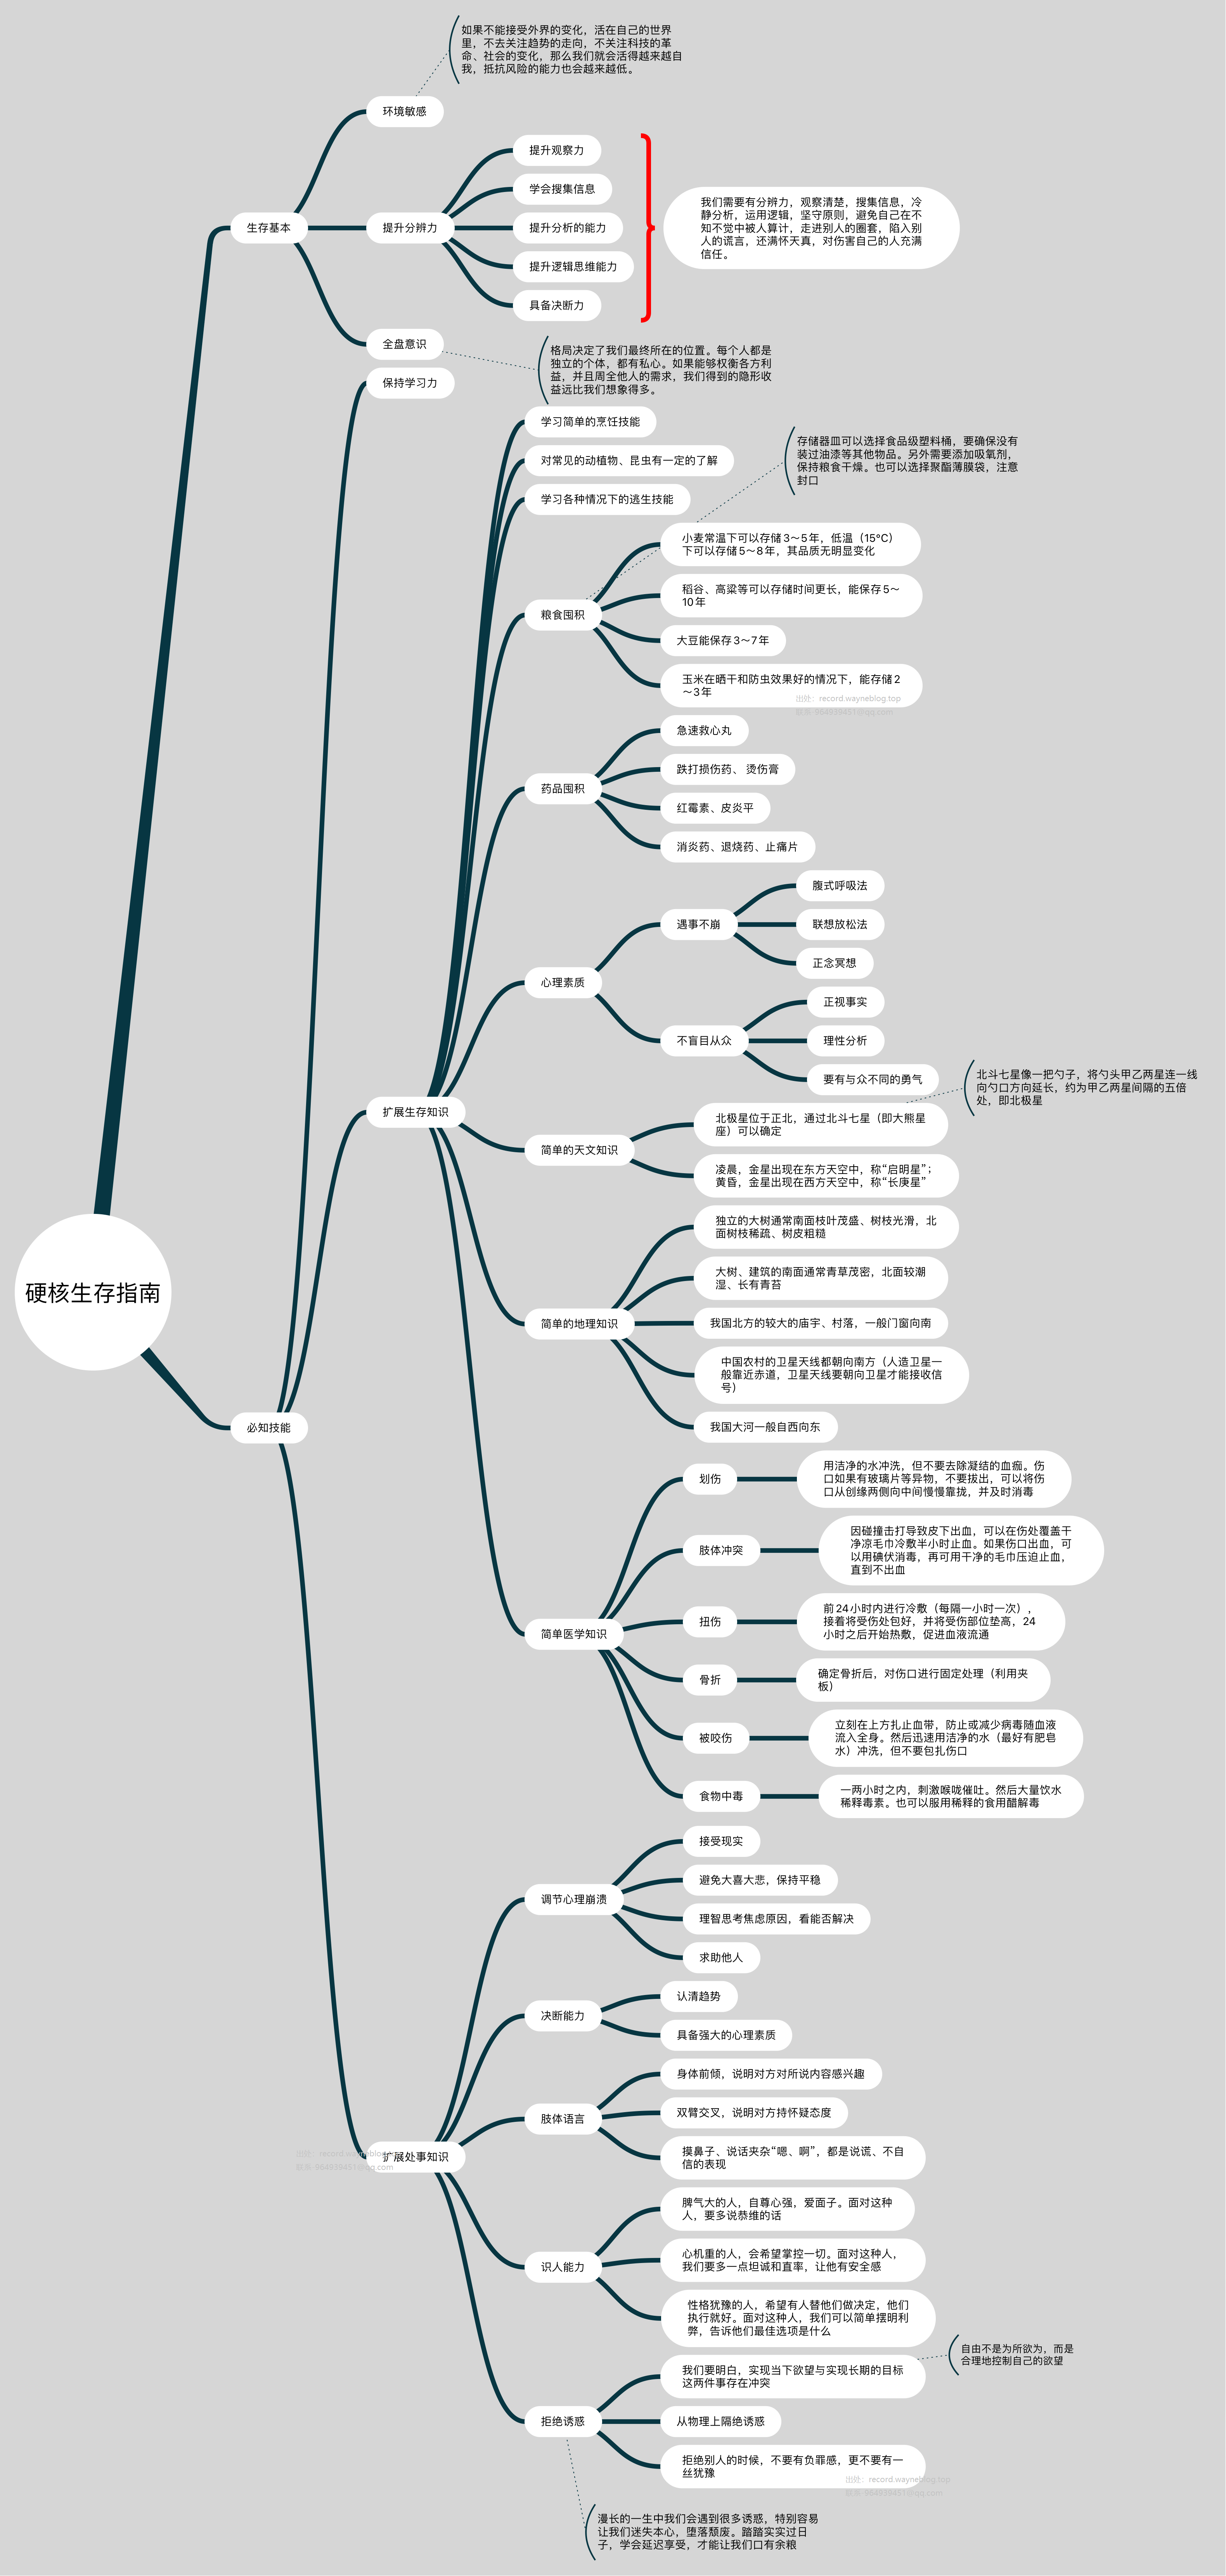 如果不能接受外界的变化，活在自己的世界
里，不去关注趋势的走向，不关注科技的革
命、社会的变化，那么我们就会活得越来越自
我，抵抗风险的能力也会越来越低。
环境敏感
提升观察力
学会搜集信息
生存基本
提升分辨力
提升分析的能力
提升逻辑思维能力
具备决断力
我们需要有分辨力，观察清楚，搜集信息，冷
静分析，运用逻辑，坚守原则，避免自己在不
知不觉中被人算计，走进别人的圈套，陷入别
人的谎言，还满怀天真，对伤害自己的人充满
信任。
全盘意识
格局决定了我们最终所在的位置。每个人都是
独立的个体，都有私心。如果能够权衡各方利
益，并且周全他人的需求，我们得到的隐形收
益远比我们想象得多。
保持学习力
学习简单的烹饪技能
对常见的动植物、昆虫有一定的了解
学习各种情况下的逃生技能
存储器皿可以选择食品级塑料桶，要确保没有
装过油漆等其他物品。另外需要添加吸氧剂，
保持粮食干燥。也可以选择聚酯薄膜袋，注意
封口
粮食囤积
小麦常温下可以存储3～5年，低温（15℃）
下可以存储5～8年，其品质无明显变化
稻谷、高粱等可以存储时间更长，能保存5～
10年
大豆能保存3～7年
玉米在晒干和防虫效果好的情况下，能存储2
～3年
出处：record.wayneblog.top
联系:964939451@qq.com
药品囤积
急速救心丸
跌打损伤药、 烫伤膏
红霉素、皮炎平
消炎药、退烧药、止痛片
心理素质
遇事不崩
腹式呼吸法
联想放松法
正念冥想
不盲目从众
正视事实
理性分析
要有与众不同的勇气
扩展生存知识
简单的天文知识
北极星位于正北，通过北斗七星（即大熊星
座）可以确定
北斗七星像一把勺子，将勺头甲乙两星连一线
向勺口方向延长，约为甲乙两星间隔的五倍
处，即北极星
凌晨，金星出现在东方天空中，称“启明星”；
黄昏，金星出现在西方天空中，称“长庚星”
硬核生存指南
简单的地理知识
独立的大树通常南面枝叶茂盛、树枝光滑，北
面树枝稀疏、树皮粗糙
大树、建筑的南面通常青草茂密，北面较潮
湿、长有青苔
我国北方的较大的庙宇、村落，一般门窗向南
中国农村的卫星天线都朝向南方（人造卫星一
般靠近赤道，卫星天线要朝向卫星才能接收信
号）
我国大河一般自西向东
必知技能
简单医学知识
划伤
用洁净的水冲洗，但不要去除凝结的血痂。伤
口如果有玻璃片等异物，不要拔出，可以将伤
口从创缘两侧向中间慢慢靠拢，并及时消毒
肢体冲突
因碰撞击打导致皮下出血，可以在伤处覆盖干
净凉毛巾冷敷半小时止血。如果伤口出血，可
以用碘伏消毒，再可用干净的毛巾压迫止血，
直到不出血
扭伤
前24小时内进行冷敷（每隔一小时一次），
接着将受伤处包好，并将受伤部位垫高，24
小时之后开始热敷，促进血液流通
骨折
确定骨折后，对伤口进行固定处理（利用夹
板）
被咬伤
立刻在上方扎止血带，防止或减少病毒随血液
流入全身。然后迅速用洁净的水（最好有肥皂
水）冲洗，但不要包扎伤口
食物中毒
一两小时之内，刺激喉咙催吐。然后大量饮水
稀释毒素。也可以服用稀释的食用醋解毒
调节心理崩溃
接受现实
避免大喜大悲，保持平稳
理智思考焦虑原因，看能否解决
求助他人
决断能力
认清趋势
具备强大的心理素质
肢体语言
身体前倾，说明对方对所说内容感兴趣
双臂交叉，说明对方持怀疑态度
摸鼻子、说话夹杂“嗯、啊”，都是说谎、不自
信的表现
出处：record.wayneblog.top
联系:964939451@qq.com
扩展处事知识
识人能力
脾气大的人，自尊心强，爱面子。面对这种
人，要多说恭维的话
心机重的人，会希望掌控一切。面对这种人，
我们要多一点坦诚和直率，让他有安全感
性格犹豫的人，希望有人替他们做决定，他们
执行就好。面对这种人，我们可以简单摆明利
弊，告诉他们最佳选项是什么
拒绝诱惑
我们要明白，实现当下欲望与实现长期的目标
这两件事存在冲突
自由不是为所欲为，而是
合理地控制自己的欲望
从物理上隔绝诱惑
拒绝别人的时候，不要有负罪感，更不要有一
丝犹豫
出处：record.wayneblog.top
联系:964939451@qq.com
漫长的一生中我们会遇到很多诱惑，特别容易
让我们迷失本心，堕落颓废。踏踏实实过日
子，学会延迟享受，才能让我们口有余粮